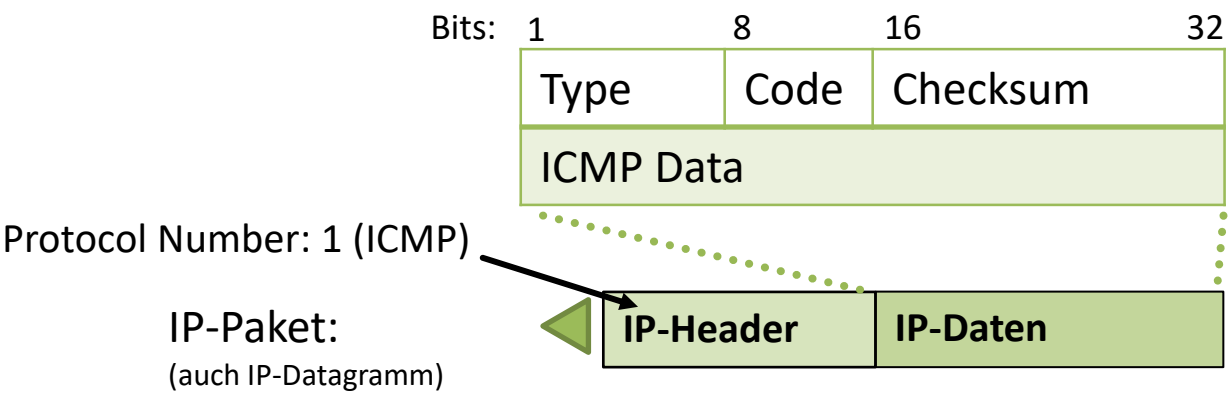 Bits: 1 8 16 32
Type Code Checksum
ICMP Data
Protocol Number: 1 (ICMP)
IP-Paket: IP-Header IP-Daten
(auch IP-Datagramm)